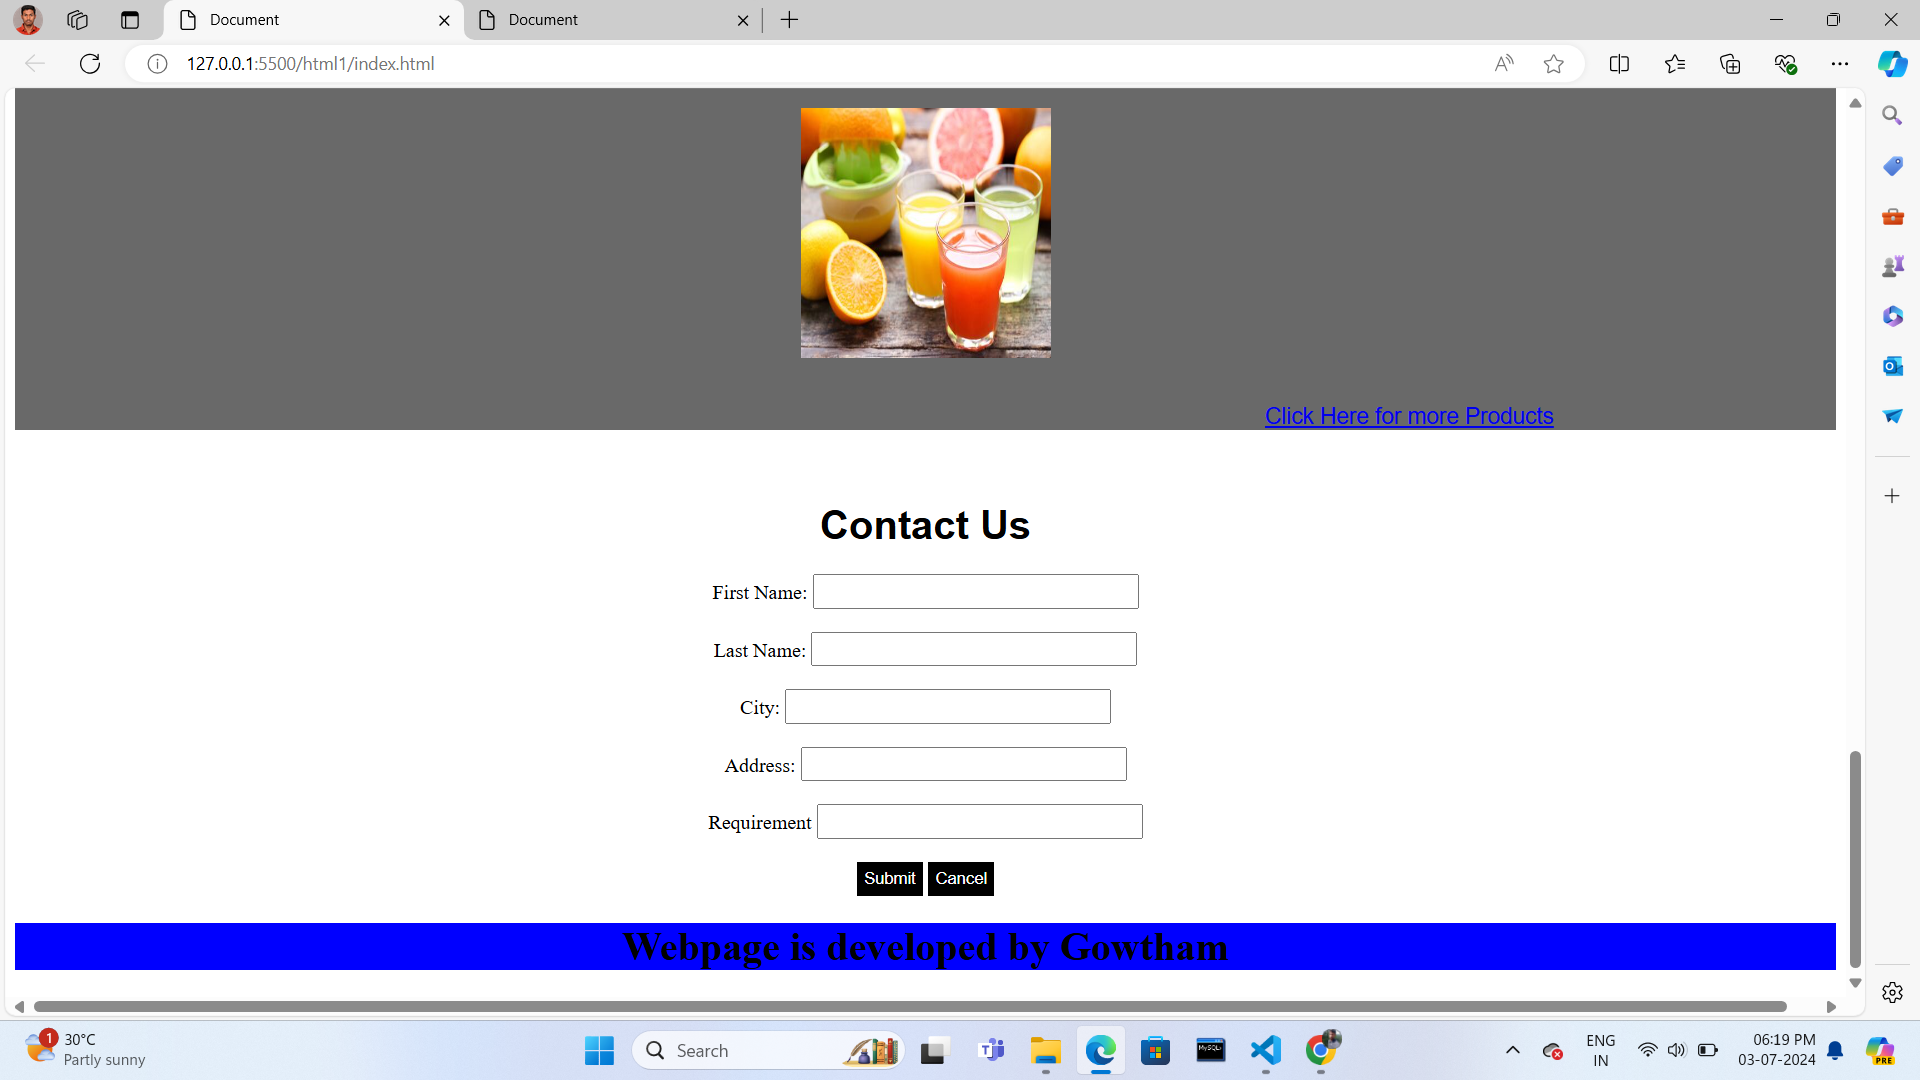 Document
Document
127.0.0.1:5500/html1/index.html
Click Here for more Products
Contact Us
First Name:
Last Name:
City:
Address:
Requirement
Submit Cancel
Webpage is developed by Gowtham
1
30°C
Partly sunny
Search
MySQL
ENG
IN
06:19 PM
03-07-2024
PRE